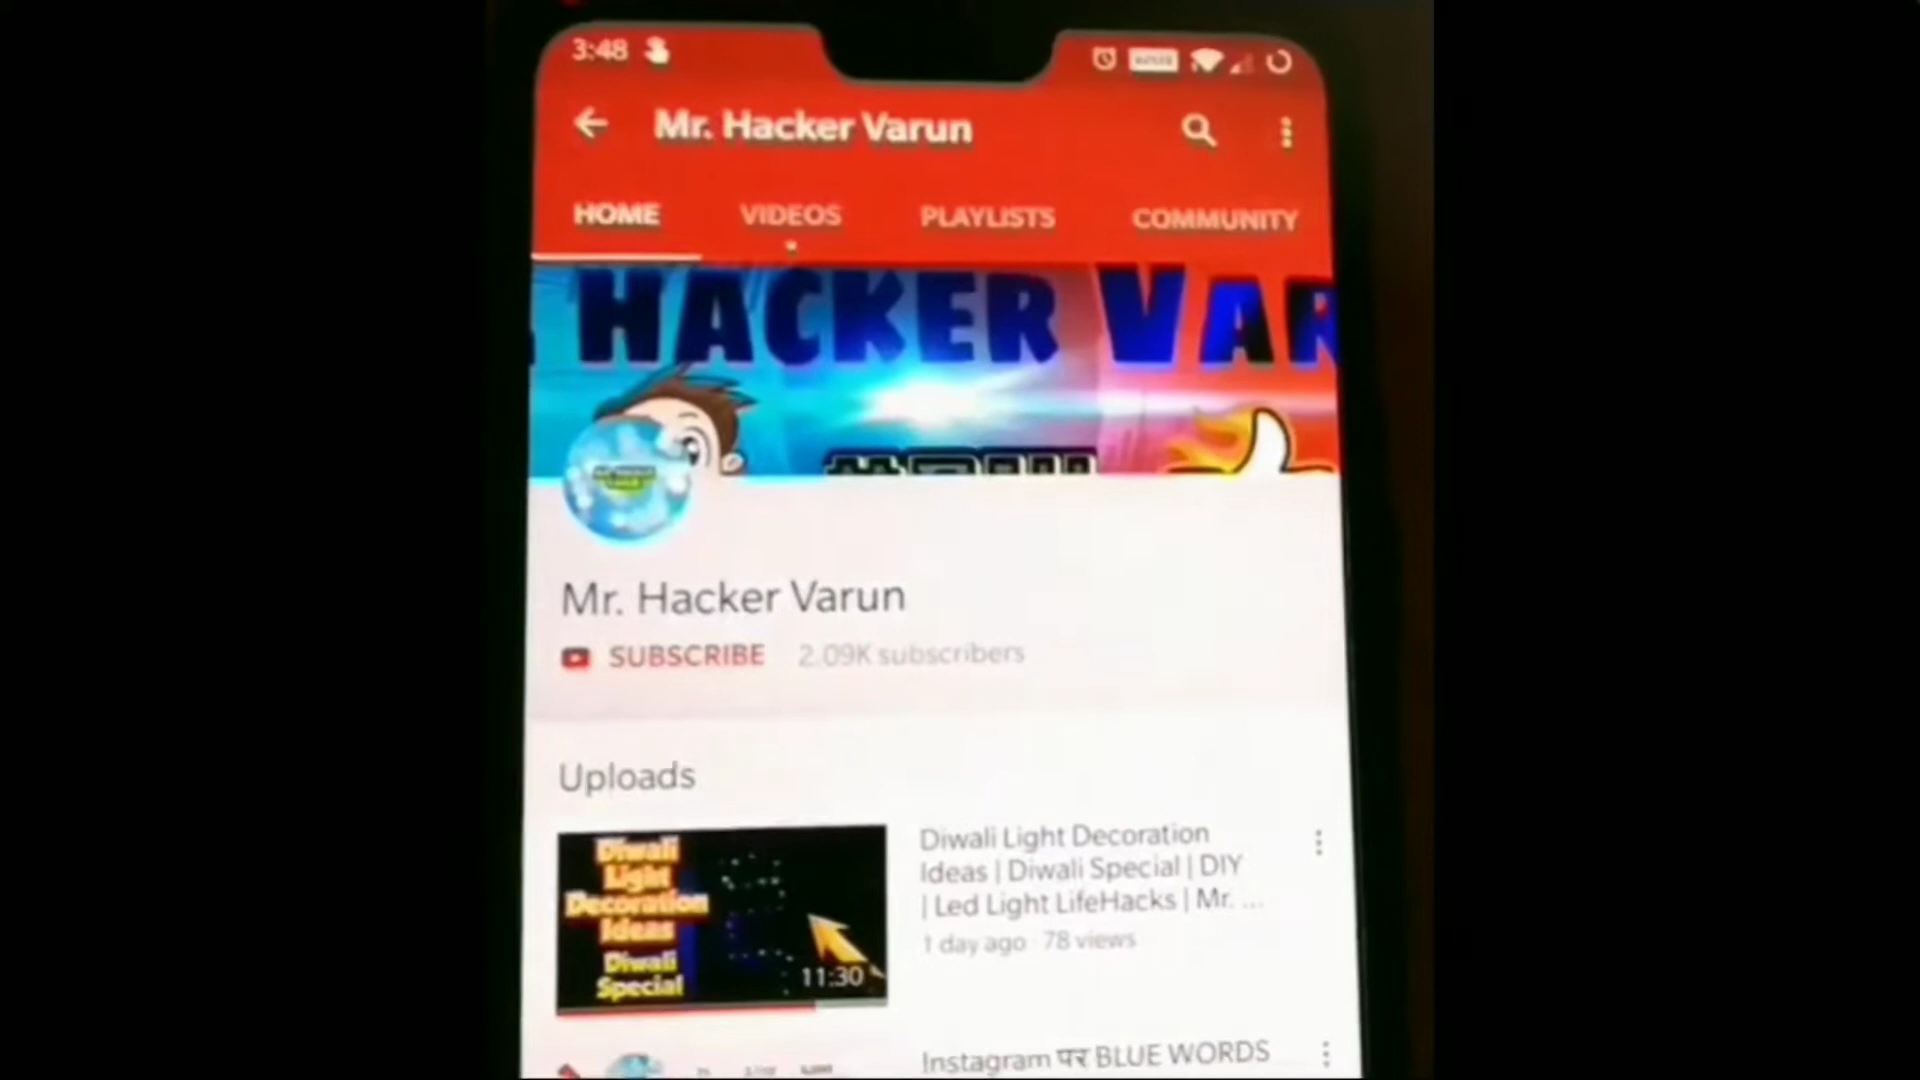 3:48
Mr. Hacker Varun
HOME VIDEOS PLAYLISTS COMMUNITY
HACKER VAR
Mr. Hacker Varun
SUBSCRIBE 2.09K subscribers
Uploads
Diwali
Light
Decoration
Ideas
Diwali
Special
11:30
Diwali Light Decoration
Ideas | Diwali Special | DIY
| Led Light LifeHacks | Mr. ...
1 day ago 78 views
Instagram पर BLUE WORDS